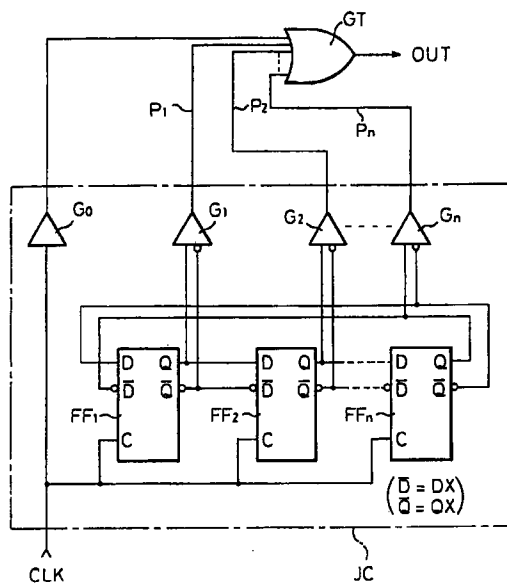 GT
OUT
P₁ P₂ Pn
G₀ G₁ G₂ Gn
D Q D Q D Q
D̅ Q̅ D̅ Q̅ D̅ Q̅
FF₁ FF₂ FFn
C C C
(D̅ = DX
Q̅ = QX)
CLK JC